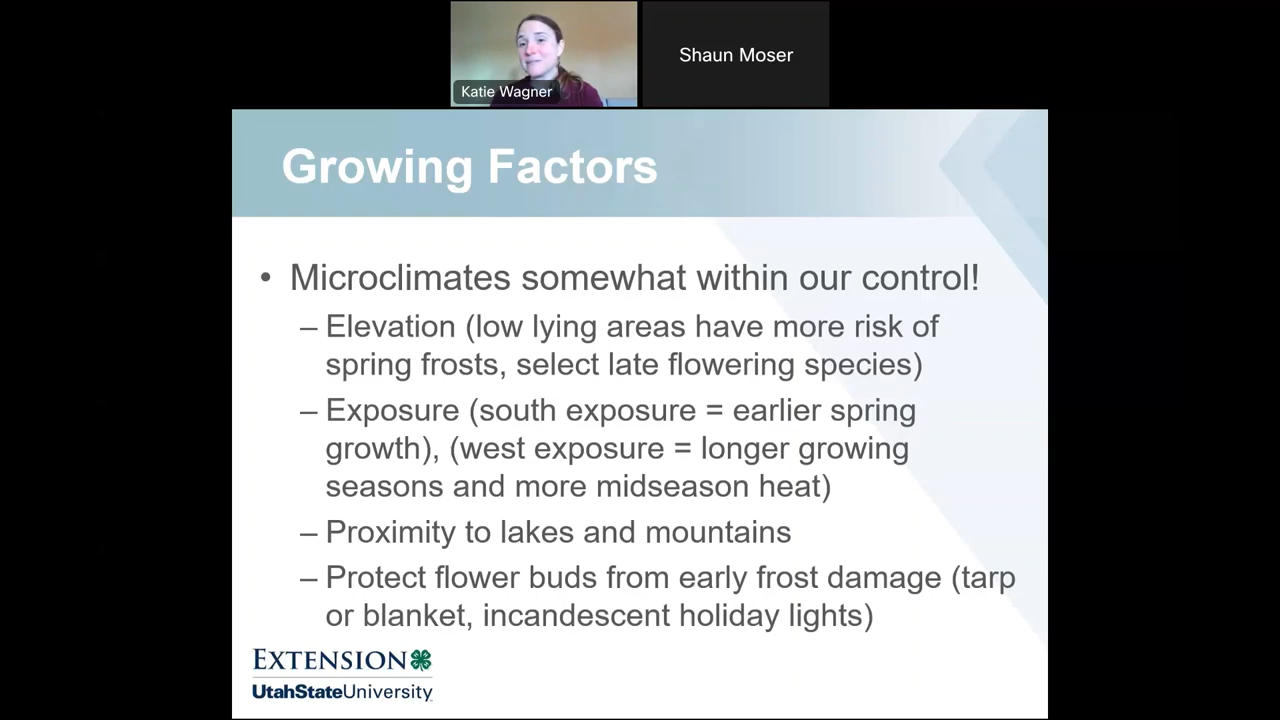 Katie Wagner
Shaun Moser
Growing Factors
• Microclimates somewhat within our control!
– Elevation (low lying areas have more risk of
spring frosts, select late flowering species)
– Exposure (south exposure = earlier spring
growth), (west exposure = longer growing
seasons and more midseason heat)
– Proximity to lakes and mountains
– Protect flower buds from early frost damage (tarp
or blanket, incandescent holiday lights)
EXTENSION
UtahStateUniversity